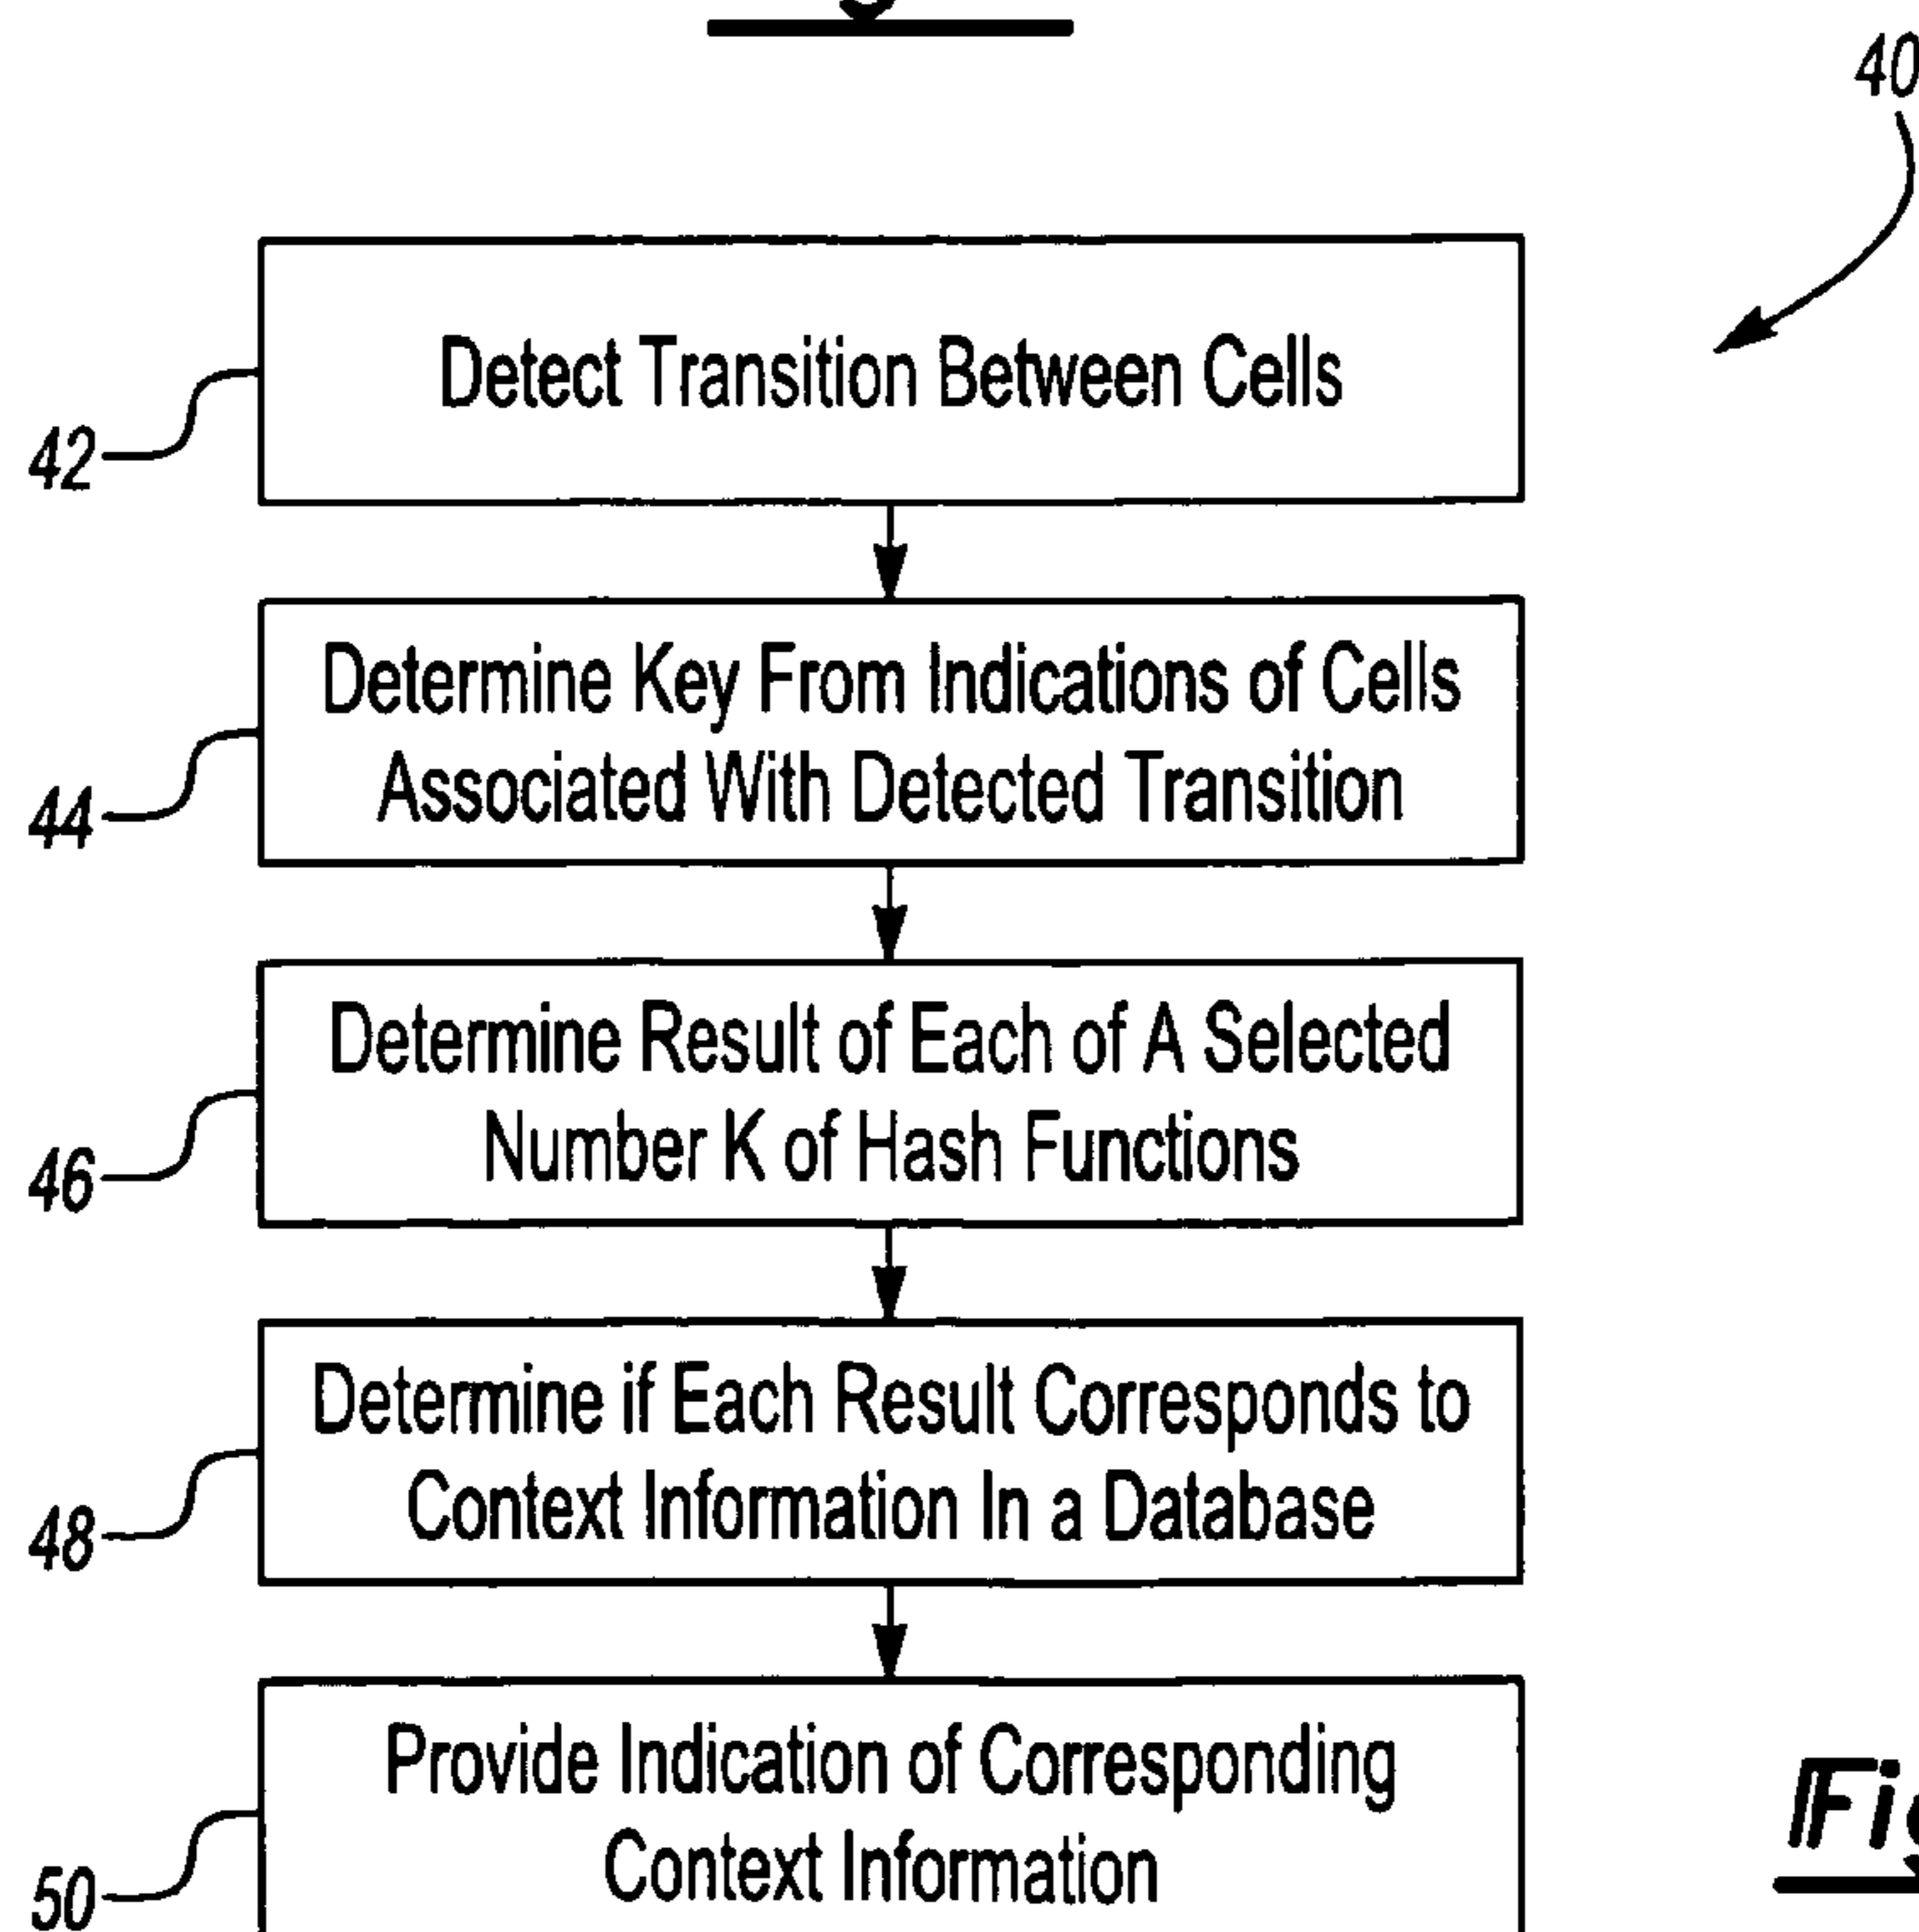 40
Detect Transition Between Cells
42
Determine Key From Indications of Cells
Associated With Detected Transition
44
Determine Result of Each of A Selected
Number K of Hash Functions
46
Determine if Each Result Corresponds to
Context Information In a Database
48
Provide Indication of Corresponding
Context Information
50